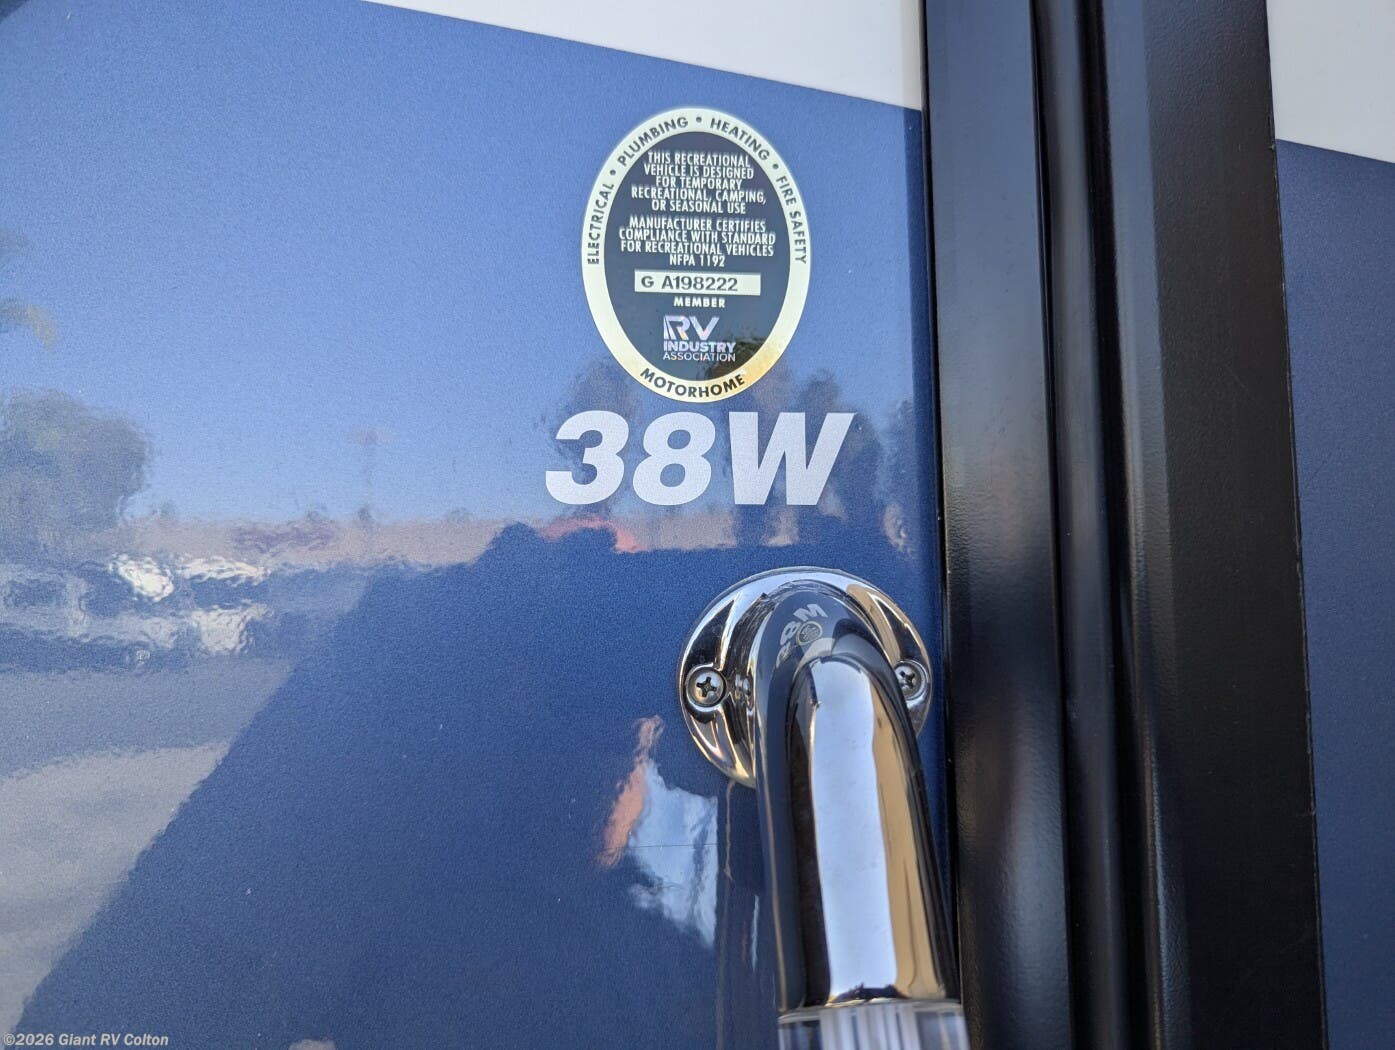 ELECTRICAL • PLUMBING • HEATING • FIRE SAFETY
THIS RECREATIONAL
VEHICLE IS DESIGNED
FOR TEMPORARY
RECREATIONAL, CAMPING,
OR SEASONAL USE
MANUFACTURER CERTIFIES
COMPLIANCE WITH STANDARD
FOR RECREATIONAL VEHICLES
NFPA 1192
G A198222
MEMBER
RV
INDUSTRY
ASSOCIATION
MOTORHOME
38W
©2026 Giant RV Colton